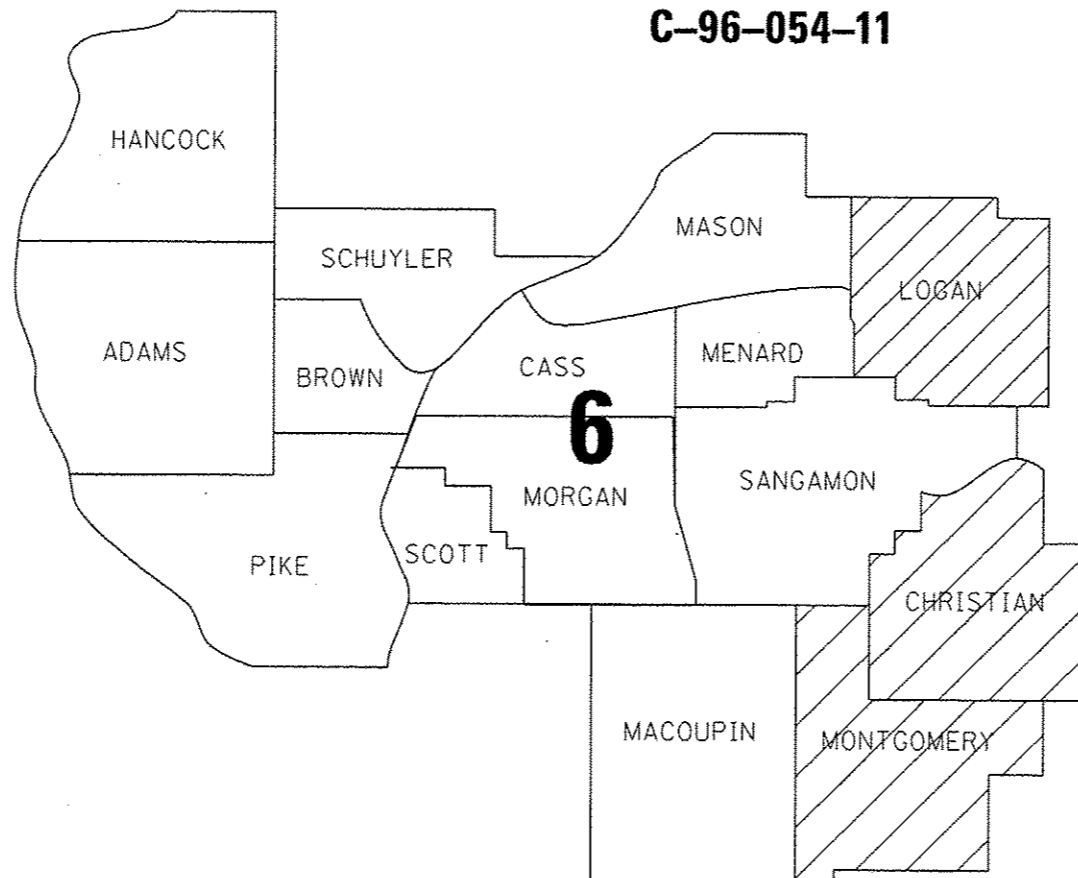 C–96–054–11
HANCOCK
MASON
SCHUYLER
LOGAN
ADAMS
MENARD
CASS
BROWN
6
SANGAMON
MORGAN
SCOTT
PIKE
CHRISTIAN
MACOUPIN
MONTGOMERY